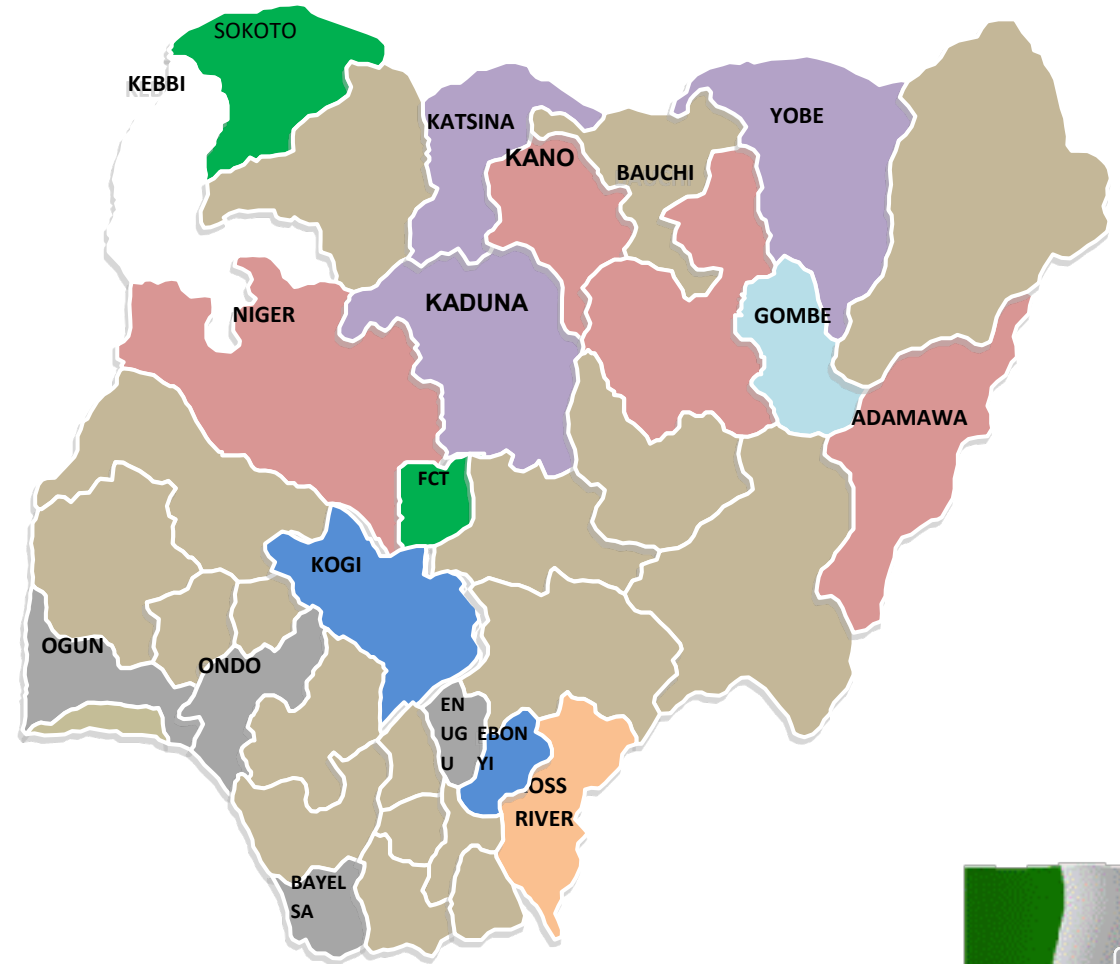 SOKOTO
KEBBI
KATSINA
YOBE
KANO
BAUCHI
KADUNA
NIGER
GOMBE
ADAMAWA
FCT
KOGI
OGUN
ONDO
EN
UG
U
EBON
YI
OSS
RIVER
BAYEL
SA